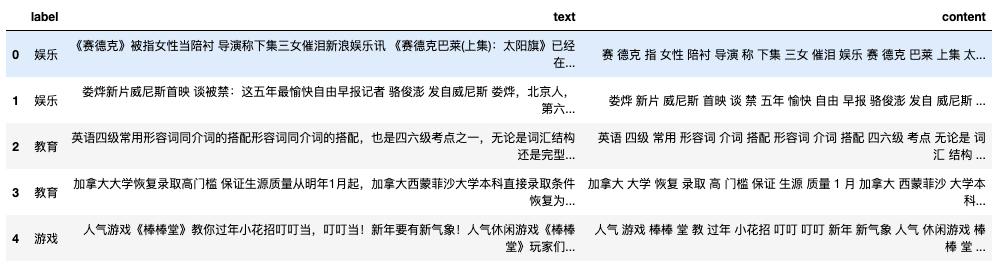 label text content
0 娱乐 《赛德克》被指女性当陪衬 导演称下集三女催泪新浪娱乐讯 《赛德克巴莱(上集)：太阳旗》已经 赛 德克 指 女性 陪衬 导演 称 下集 三女 催泪 娱乐 赛 德克 巴莱 上集 太...
在...
1 娱乐 娄烨新片威尼斯首映 谈被禁：这五年最愉快自由早报记者 骆俊澎 发自威尼斯 娄烨，北京人， 娄烨 新片 威尼斯 首映 谈 禁 五年 愉快 自由 早报 骆俊澎 发自 威尼斯 ...
第六...
2 教育 英语四级常用形容词同介词的搭配形容词同介词的搭配，也是四六级考点之一，无论是词汇结构 英语 四级 常用 形容词 介词 搭配 形容词 介词 搭配 四六级 考点 无论是 词
还是完型... 汇 结构 ...
3 教育 加拿大大学恢复录取高门槛 保证生源质量从明年1月起，加拿大西蒙菲沙大学本科直接录取条件 加拿大 大学 恢复 录取 高 门槛 保证 生源 质量 1 月 加拿大 西蒙菲沙 大学本
恢复为... 科...
4 游戏 人气游戏《棒棒堂》教你过年小花招叮叮当，叮叮当！新年要有新气象！人气休闲游戏《棒棒 人气 游戏 棒棒 堂 教 过年 小花招 叮叮 叮叮 新年 新气象 人气 休闲游戏 棒
堂》玩家们... 棒 堂 ...